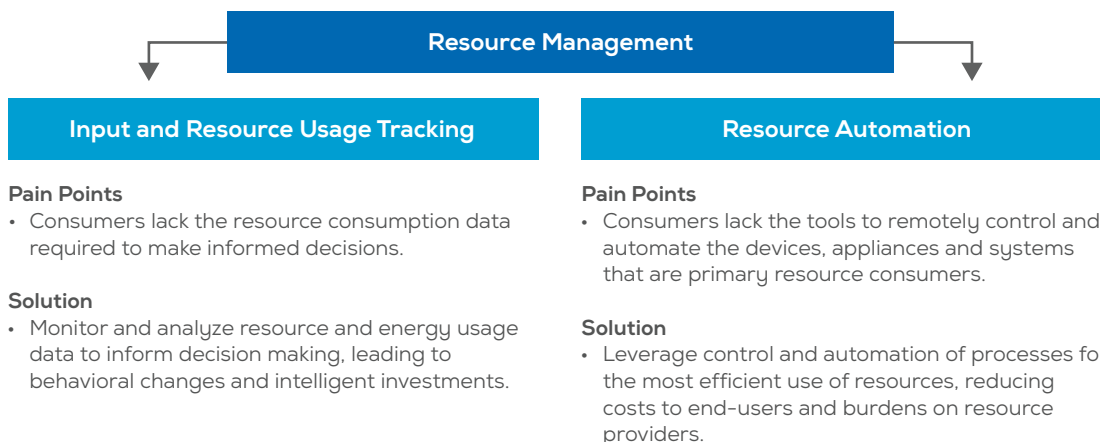 Resource Management
Input and Resource Usage Tracking
Pain Points
• Consumers lack the resource consumption data
required to make informed decisions.
Solution
• Monitor and analyze resource and energy usage
data to inform decision making, leading to
behavioral changes and intelligent investments.
Resource Automation
Pain Points
• Consumers lack the tools to remotely control and
automate the devices, appliances and systems
that are primary resource consumers.
Solution
• Leverage control and automation of processes fo
the most efficient use of resources, reducing
costs to end-users and burdens on resource
providers.